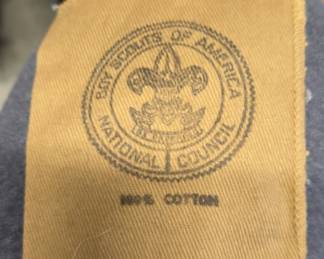 BOY SCOUTS OF AMERICA
NATIONAL COUNCIL
100% COTTON